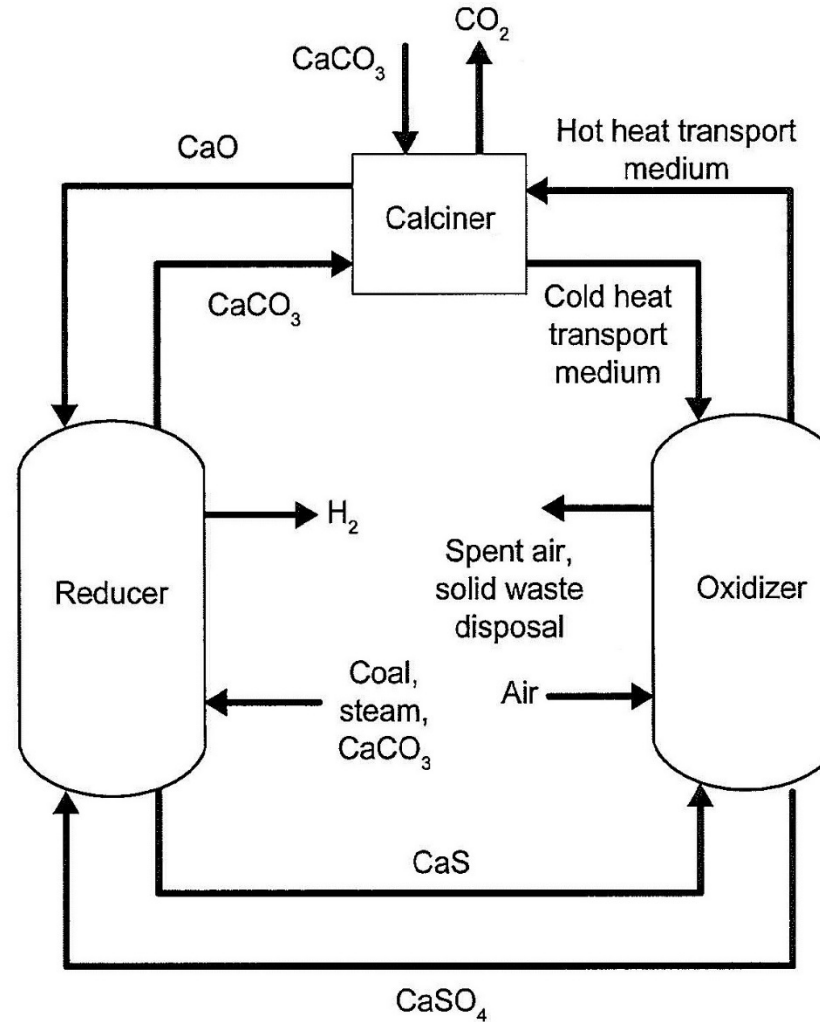 CO₂
CaCO₃
CaO
Hot heat transport
medium
Calciner
CaCO₃
Cold heat
transport
medium
H₂
Spent air,
solid waste
disposal
Reducer
Oxidizer
Coal,
steam,
CaCO₃
Air
CaS
CaSO₄